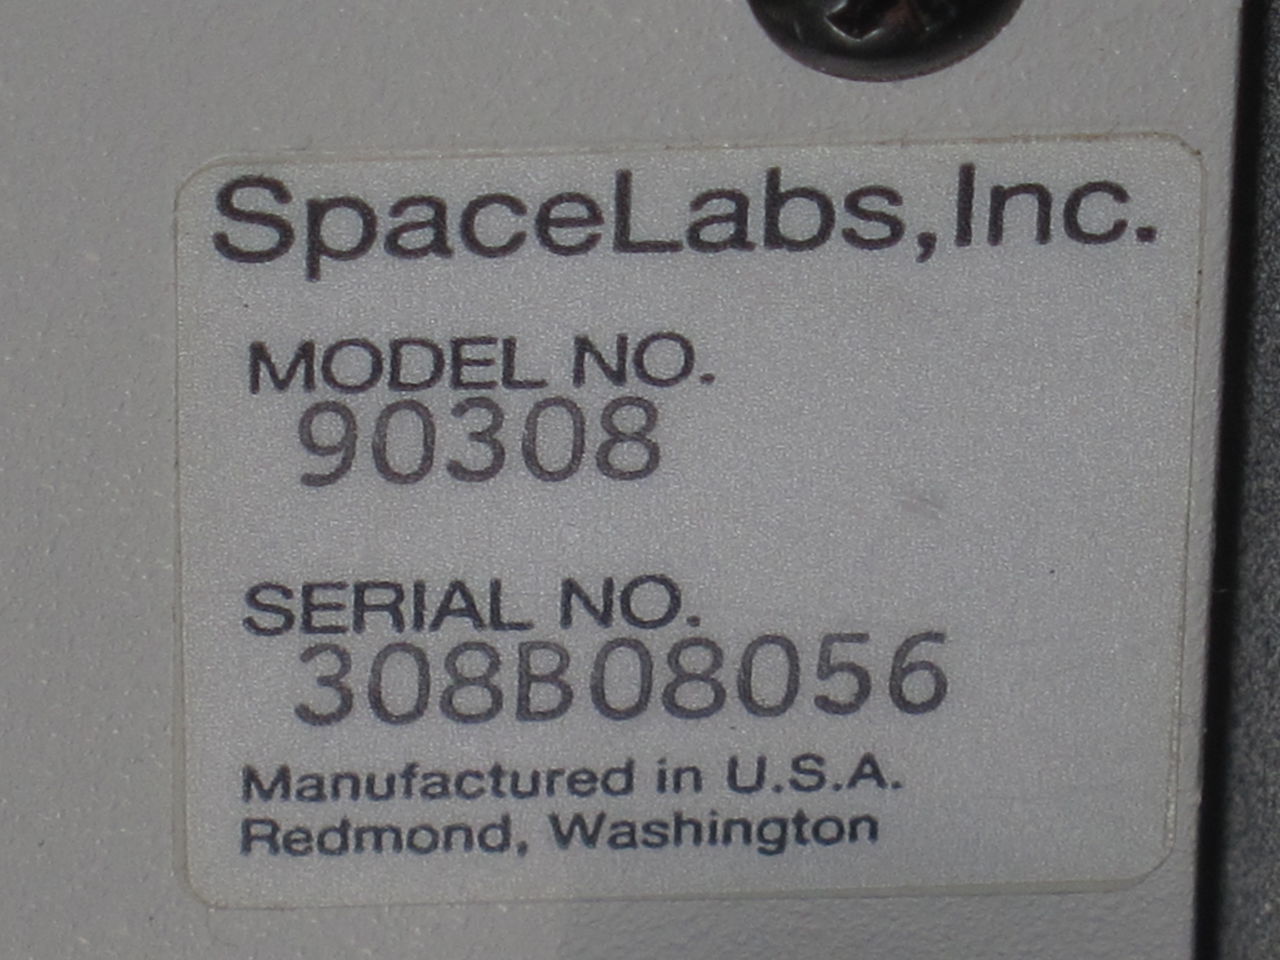 SpaceLabs,Inc.
MODEL NO.
90308
SERIAL NO.
308B08056
Manufactured in U.S.A.
Redmond, Washington